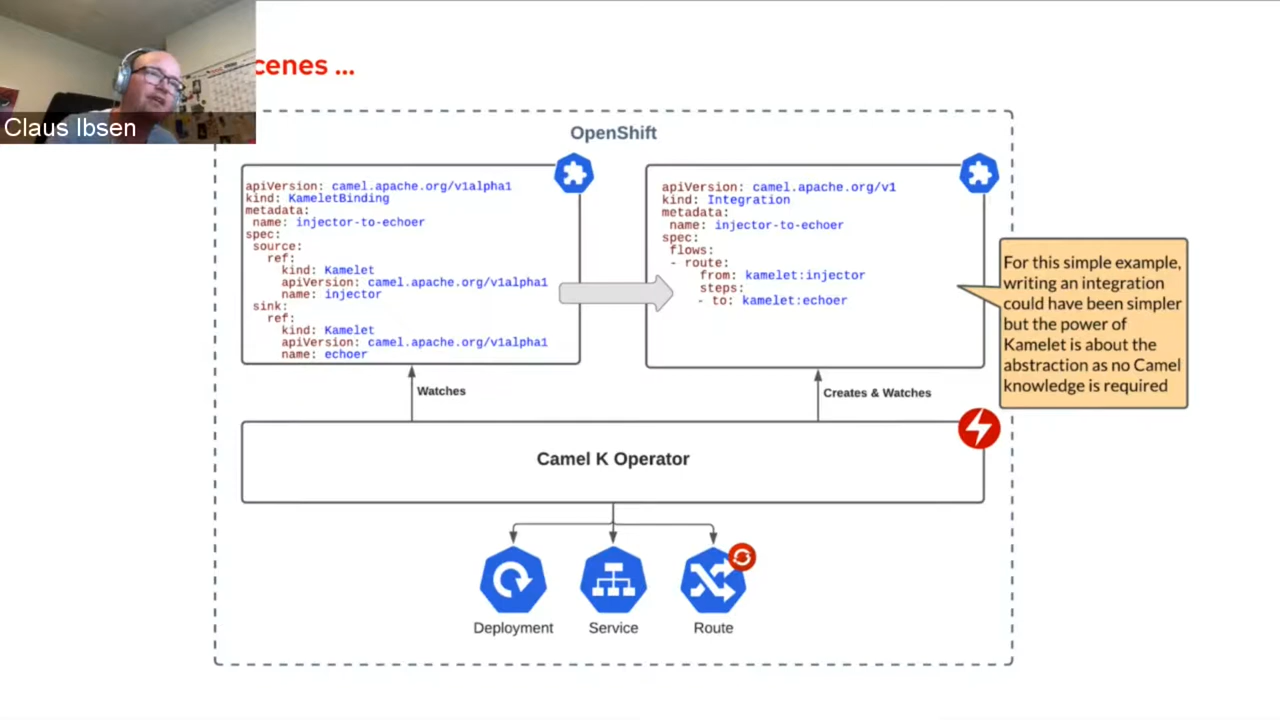 cenes ...
Claus Ibsen
OpenShift
apiVersion: camel.apache.org/v1alpha1
kind: KameletBinding
metadata:
name: injector-to-echoer
spec:
source:
ref:
kind: Kamelet
apiVersion: camel.apache.org/v1alpha1
name: injector
sink:
ref:
kind: Kamelet
apiVersion: camel.apache.org/v1alpha1
name: echoer
apiVersion: camel.apache.org/v1
kind: Integration
metadata:
name: injector-to-echoer
spec:
flows:
- route:
from: kamelet:injector
steps:
- to: kamelet:echoer
For this simple example,
writing an integration
could have been simpler
but the power of
Kamelet is about the
abstraction as no Camel
knowledge is required
Watches
Creates & Watches
Camel K Operator
Deployment
Service
Route